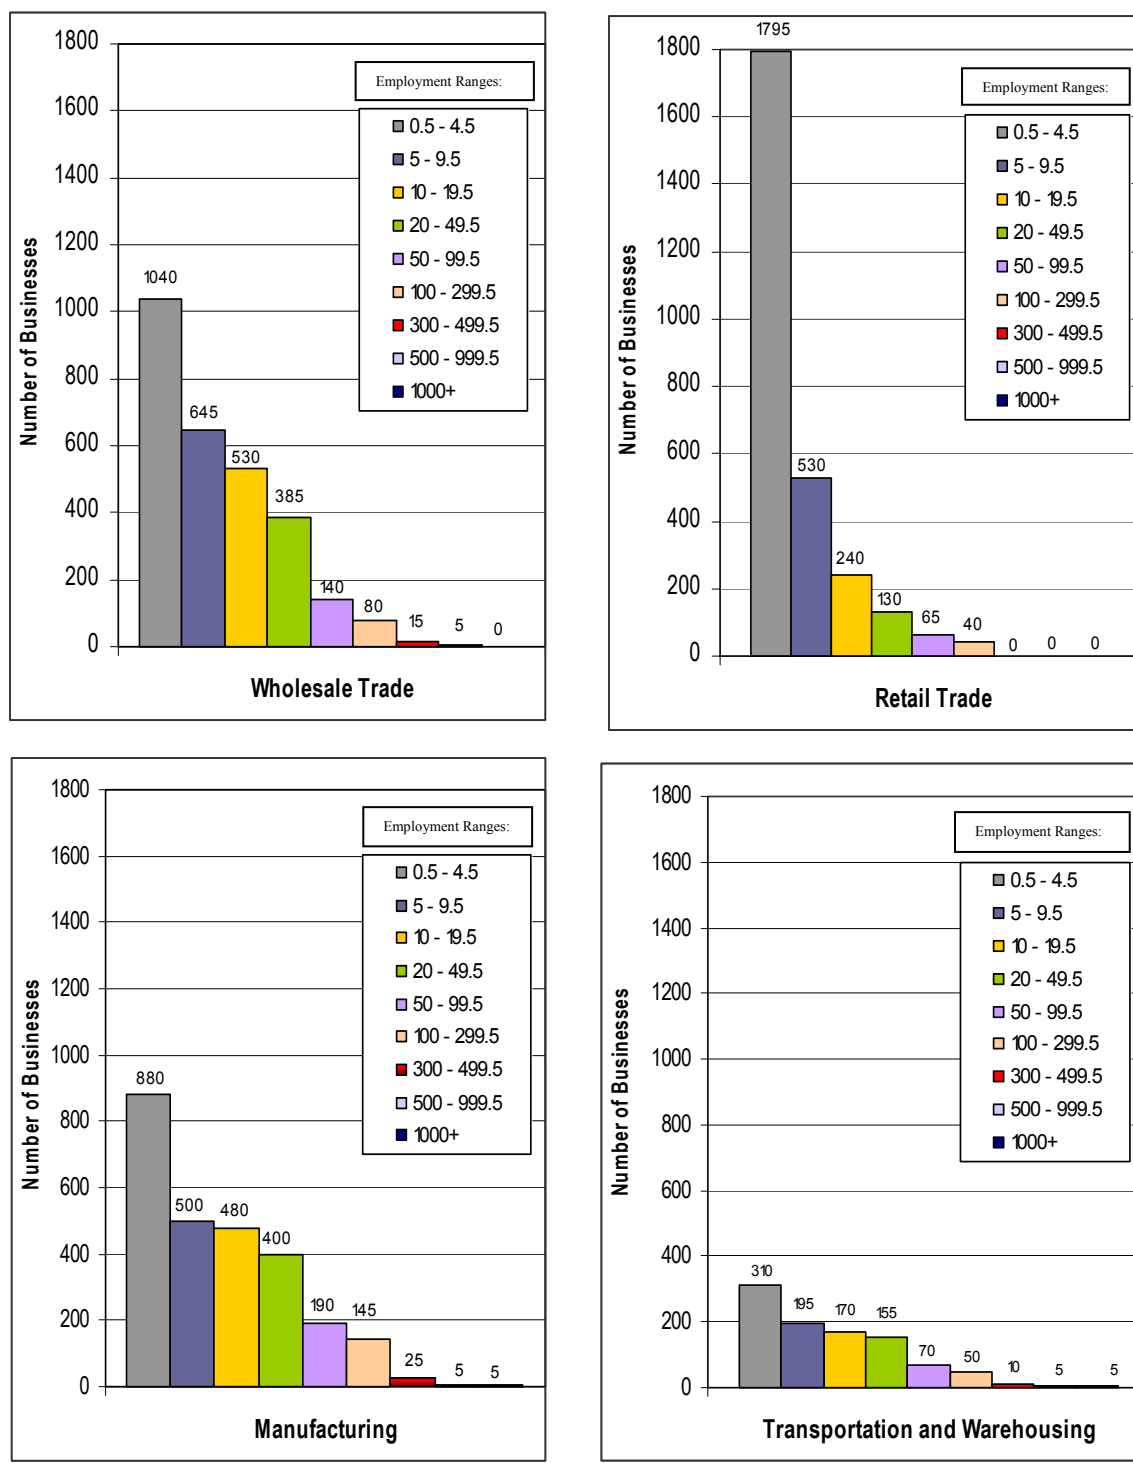 1800
1600
1400
1200
1000
800
600
400
200
0
Number of Businesses
1040
645
530
385
140
80
15
5
0
Employment Ranges:
0.5 - 4.5
5 - 9.5
10 - 19.5
20 - 49.5
50 - 99.5
100 - 299.5
300 - 499.5
500 - 999.5
1000+
Wholesale Trade
1800
1600
1400
1200
1000
800
600
400
200
0
Number of Businesses
1795
530
240
130
65
40
0
0
0
Employment Ranges:
0.5 - 4.5
5 - 9.5
10 - 19.5
20 - 49.5
50 - 99.5
100 - 299.5
300 - 499.5
500 - 999.5
1000+
Retail Trade
1800
1600
1400
1200
1000
800
600
400
200
0
Number of Businesses
880
500
480
400
190
145
25
5
5
Employment Ranges:
0.5 - 4.5
5 - 9.5
10 - 19.5
20 - 49.5
50 - 99.5
100 - 299.5
300 - 499.5
500 - 999.5
1000+
Manufacturing
1800
1600
1400
1200
1000
800
600
400
200
0
Number of Businesses
310
195
170
155
70
50
10
5
5
Employment Ranges:
0.5 - 4.5
5 - 9.5
10 - 19.5
20 - 49.5
50 - 99.5
100 - 299.5
300 - 499.5
500 - 999.5
1000+
Transportation and Warehousing